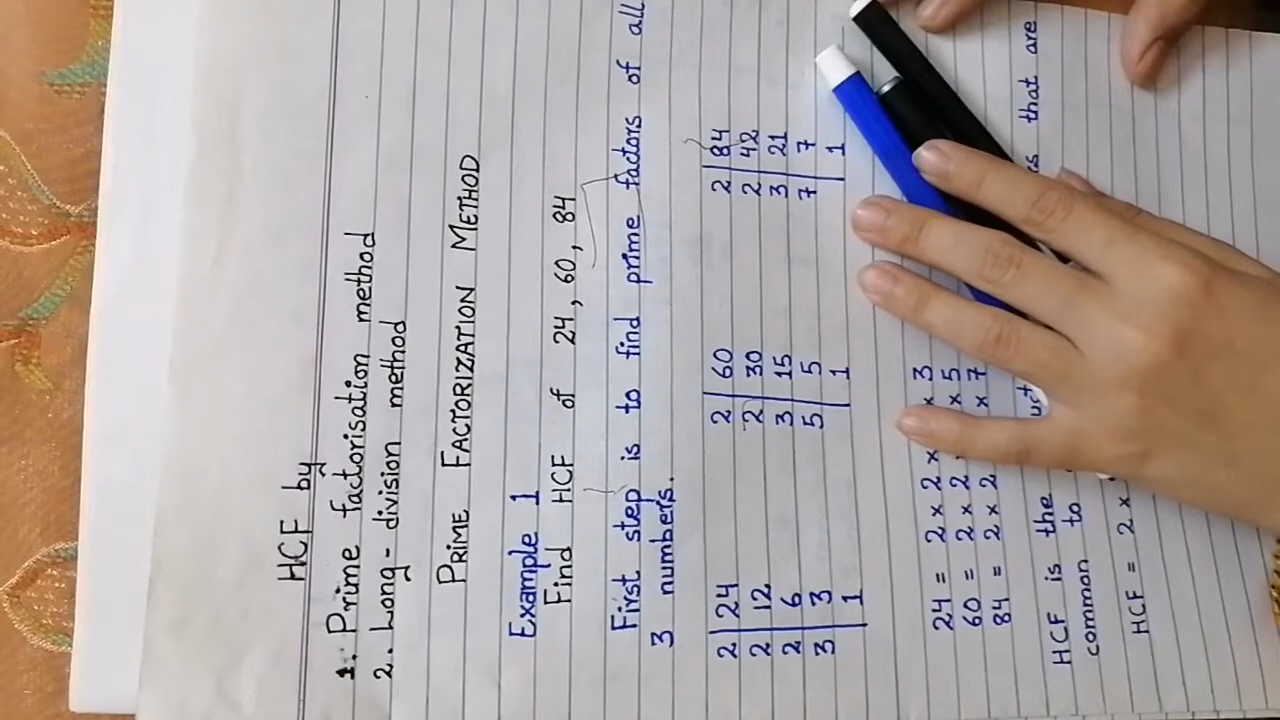 HCF by
1. Prime factorisation method
2. Long-division method
PRIME FACTORIZATION METHOD
Example 1
Find HCF of 24, 60, 84
First step is to find prime factors of all
3 numbers.
2 | 24   2 | 60   2 | 84
2 | 12   2 | 30   2 | 42
2 | 6   3 | 15   3 | 21
3 | 3   5 | 5   7 | 7
| 1   | 1   | 1
24 = 2 × 2 × × 3
60 = 2 × 2 × 5
84 = 2 × 2 × 7
HCF is the that are
common to
HCF = 2 ×